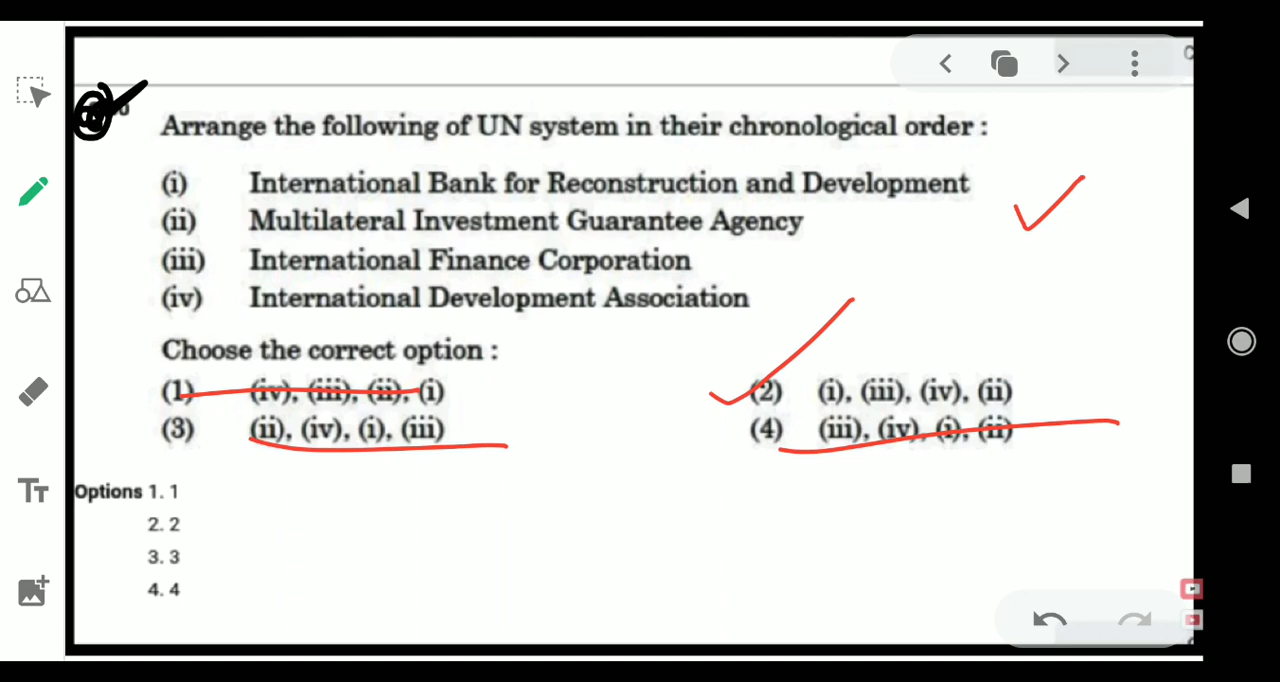 Arrange the following of UN system in their chronological order :
(i) International Bank for Reconstruction and Development
(ii) Multilateral Investment Guarantee Agency
(iii) International Finance Corporation
(iv) International Development Association
Choose the correct option :
(1) (iv), (iii), (ii), (i) (2) (i), (iii), (iv), (ii)
(3) (ii), (iv), (i), (iii) (4) (iii), (iv), (i), (ii)
Options 1. 1
2. 2
3. 3
4. 4
TT